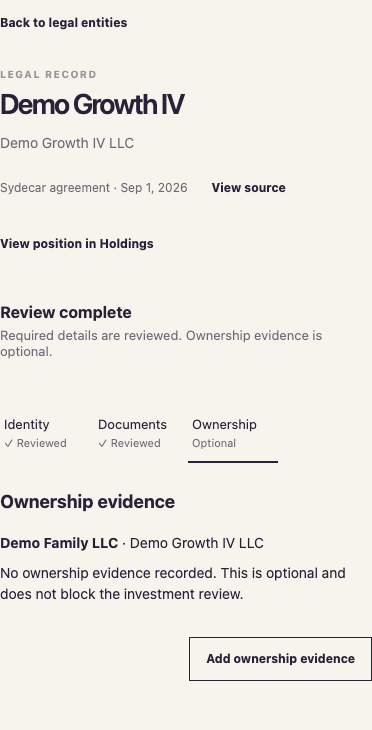 Back to legal entities
LEGAL RECORD
Demo Growth IV
Demo Growth IV LLC
Sydecar agreement · Sep 1, 2026 View source
View position in Holdings
Review complete
Required details are reviewed. Ownership evidence is
optional.
Identity Documents Ownership
✓ Reviewed ✓ Reviewed Optional
Ownership evidence
Demo Family LLC · Demo Growth IV LLC
No ownership evidence recorded. This is optional and
does not block the investment review.
Add ownership evidence